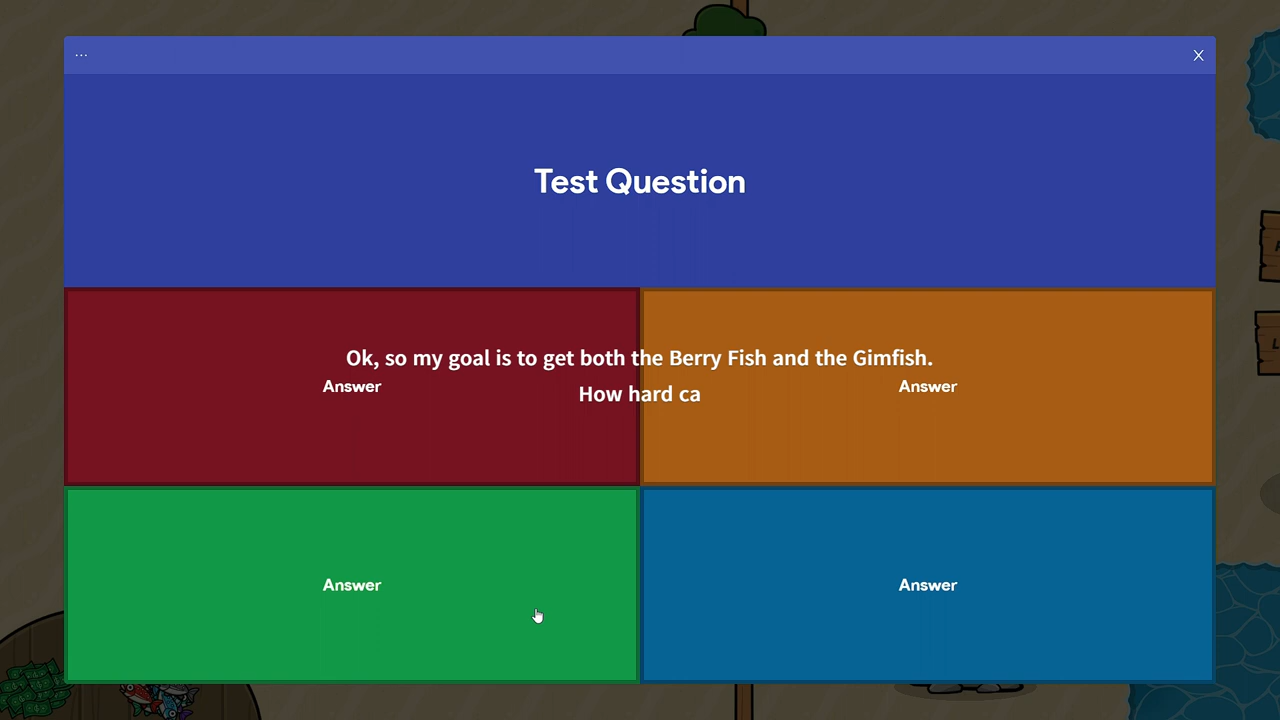 ...
X
Test Question
Ok, so my goal is to get both the Berry Fish and the Gimfish.
How hard ca
Answer
Answer
Answer
Answer